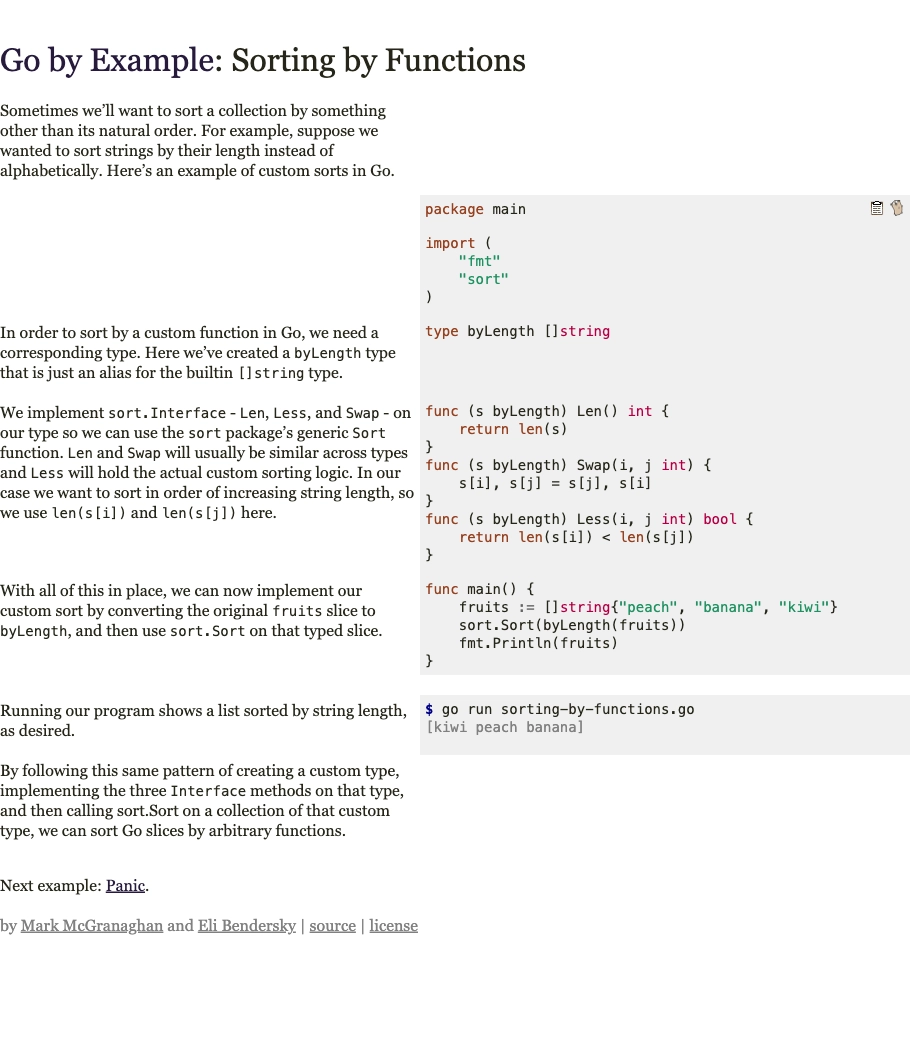 Go by Example: Sorting by Functions
Sometimes we’ll want to sort a collection by something
other than its natural order. For example, suppose we
wanted to sort strings by their length instead of
alphabetically. Here’s an example of custom sorts in Go.
package main
import (
    "fmt"
    "sort"
)
In order to sort by a custom function in Go, we need a
corresponding type. Here we’ve created a byLength type
that is just an alias for the builtin []string type.
type byLength []string
We implement sort.Interface - Len, Less, and Swap - on
our type so we can use the sort package’s generic Sort
function. Len and Swap will usually be similar across types
and Less will hold the actual custom sorting logic. In our
case we want to sort in order of increasing string length, so
we use len(s[i]) and len(s[j]) here.
func (s byLength) Len() int {
    return len(s)
}
func (s byLength) Swap(i, j int) {
    s[i], s[j] = s[j], s[i]
}
func (s byLength) Less(i, j int) bool {
    return len(s[i]) < len(s[j])
}
With all of this in place, we can now implement our
custom sort by converting the original fruits slice to
byLength, and then use sort.Sort on that typed slice.
func main() {
    fruits := []string{"peach", "banana", "kiwi"}
    sort.Sort(byLength(fruits))
    fmt.Println(fruits)
}
Running our program shows a list sorted by string length,
as desired.
$ go run sorting-by-functions.go
[kiwi peach banana]
By following this same pattern of creating a custom type,
implementing the three Interface methods on that type,
and then calling sort.Sort on a collection of that custom
type, we can sort Go slices by arbitrary functions.
Next example: Panic.
by Mark McGranaghan and Eli Bendersky | source | license